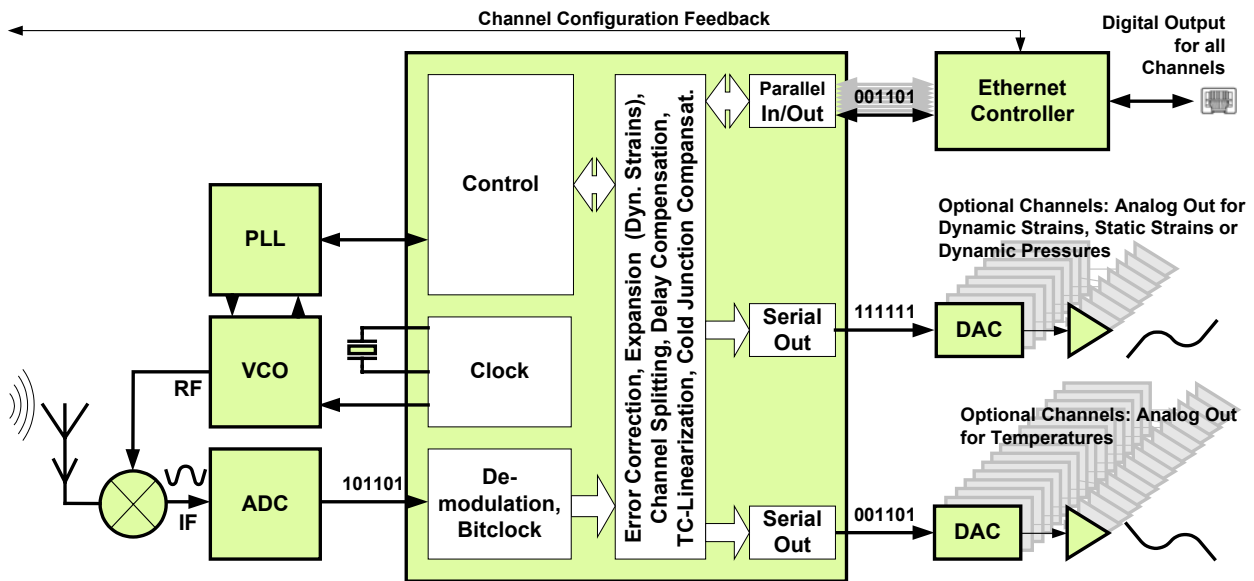 Channel Configuration Feedback
Digital Output
for all
Channels
Parallel
In/Out
001101
Ethernet
Controller
Control
PLL
Error Correction, Expansion (Dyn. Strains),
Channel Splitting, Delay Compensation,
TC-Linearization, Cold Junction Compansat.
Optional Channels: Analog Out for
Dynamic Strains, Static Strains or
Dynamic Pressures
Serial
Out
111111
DAC
VCO
RF
Clock
Optional Channels: Analog Out
for Temperatures
IF
ADC
101101
De-
modulation,
Bitclock
Serial
Out
001101
DAC